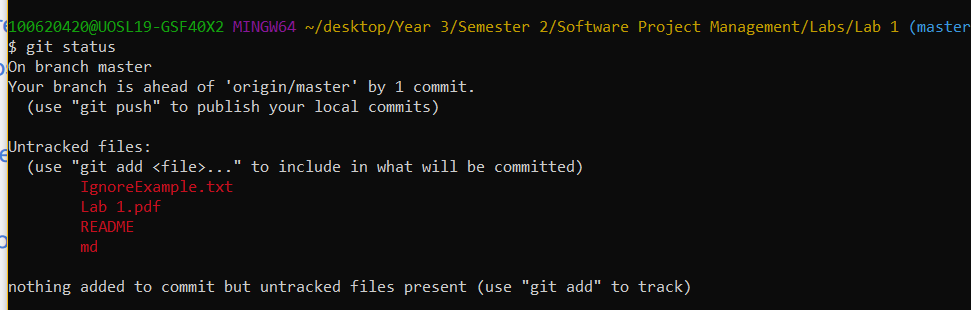 100620420@UOSL19-GSF40X2 MINGW64 ~/desktop/Year 3/Semester 2/Software Project Management/Labs/Lab 1 (master
$ git status
On branch master
Your branch is ahead of 'origin/master' by 1 commit.
(use "git push" to publish your local commits)
Untracked files:
(use "git add <file>..." to include in what will be committed)
IgnoreExample.txt
Lab 1.pdf
README
md
nothing added to commit but untracked files present (use "git add" to track)